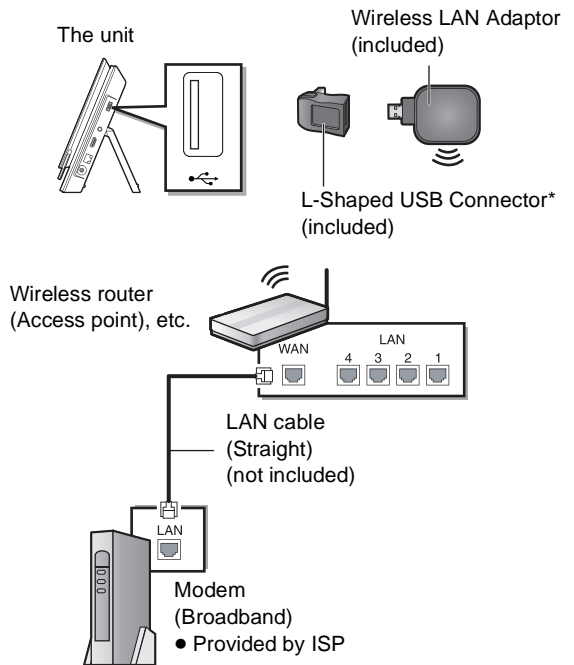 The unit
Wireless LAN Adaptor
(included)
L-Shaped USB Connector*
(included)
Wireless router
(Access point), etc.
WAN
LAN
4 3 2 1
LAN cable
(Straight)
(not included)
LAN
Modem
(Broadband)
● Provided by ISP